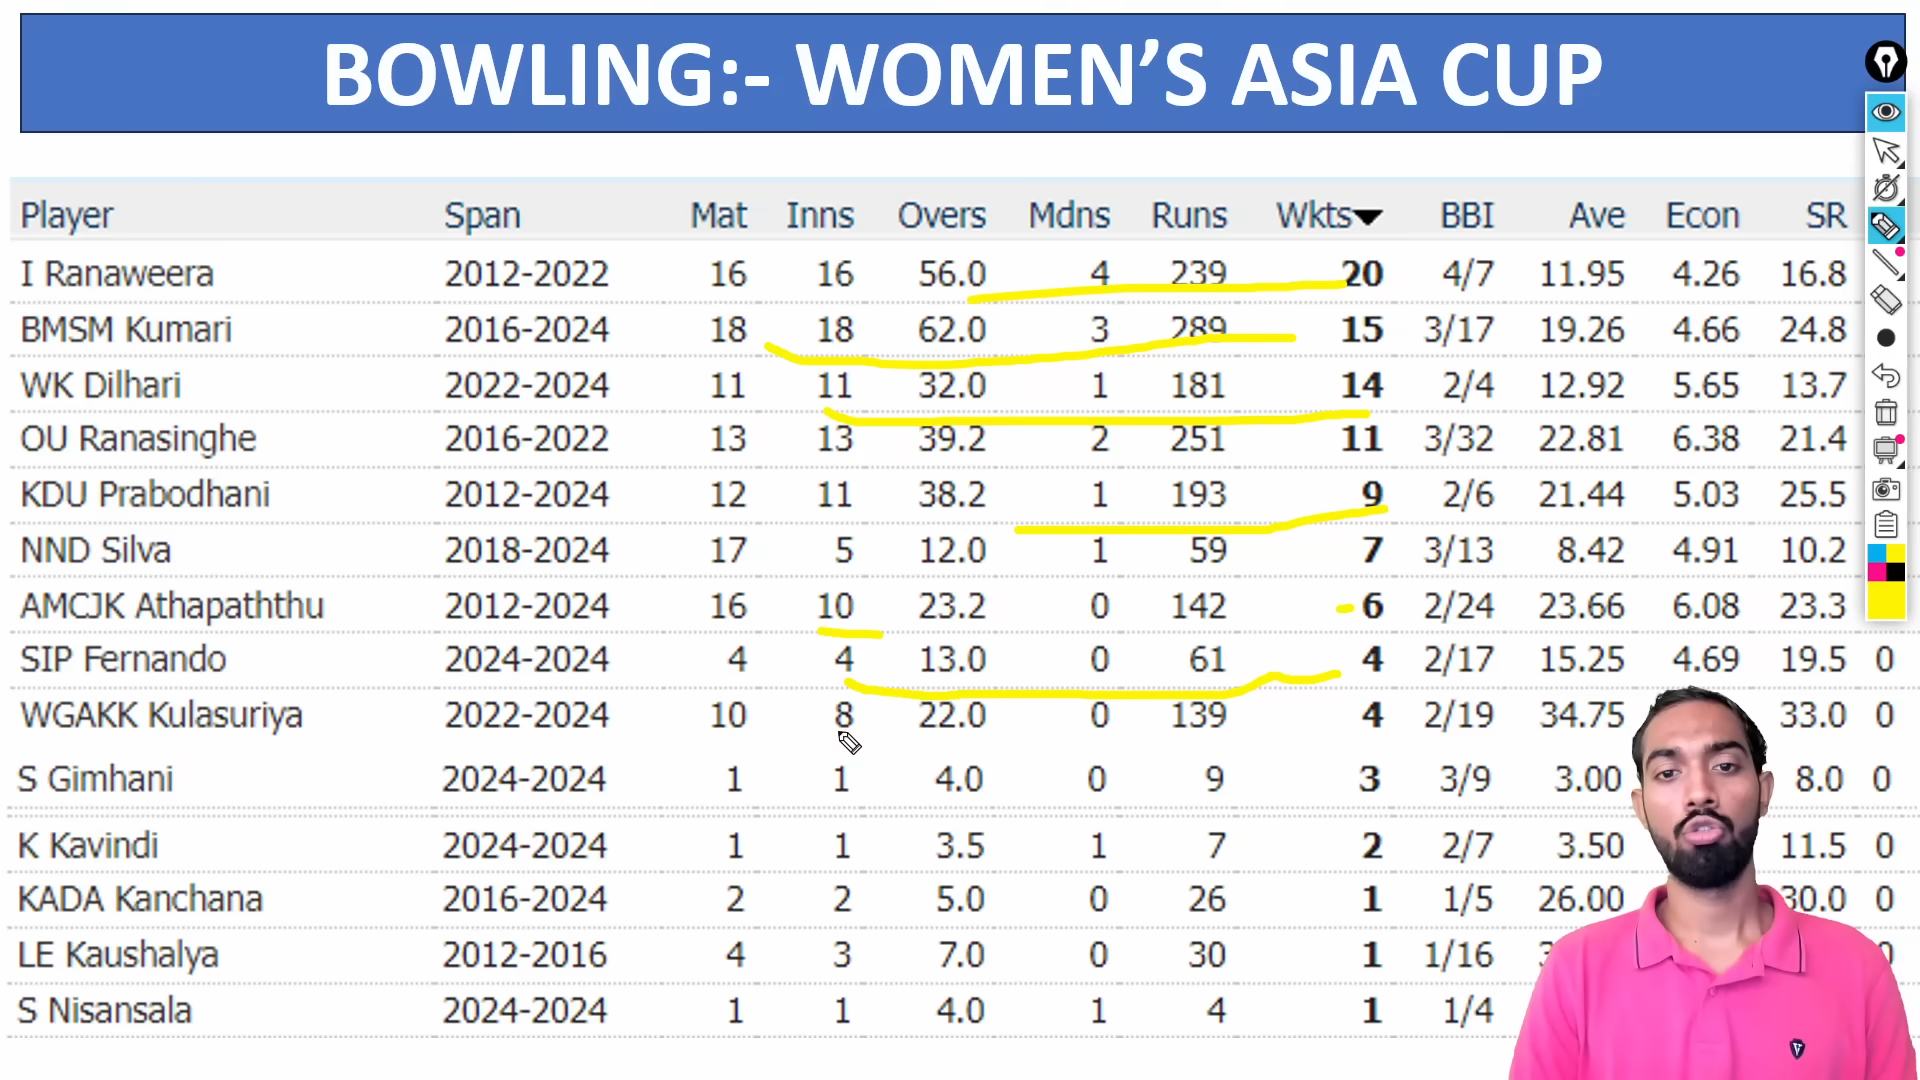 BOWLING:- WOMEN'S ASIA CUP
Player Span Mat Inns Overs Mdns Runs Wkts BBI Ave Econ SR
I Ranaweera 2012-2022 16 16 56.0 4 239 20 4/7 11.95 4.26 16.8
BMSM Kumari 2016-2024 18 18 62.0 3 289 15 3/17 19.26 4.66 24.8
WK Dilhari 2022-2024 11 11 32.0 1 181 14 2/4 12.92 5.65 13.7
OU Ranasinghe 2016-2022 13 13 39.2 2 251 11 3/32 22.81 6.38 21.4
KDU Prabodhani 2012-2024 12 11 38.2 1 193 9 2/6 21.44 5.03 25.5
NND Silva 2018-2024 17 5 12.0 1 59 7 3/13 8.42 4.91 10.2
AMCJK Athapaththu 2012-2024 16 10 23.2 0 142 6 2/24 23.66 6.08 23.3
SIP Fernando 2024-2024 4 4 13.0 0 61 4 2/17 15.25 4.69 19.5 0
WGAKK Kulasuriya 2022-2024 10 8 22.0 0 139 4 2/19 34.75 33.0 0
S Gimhani 2024-2024 1 1 4.0 0 9 3 3/9 3.00 8.0 0
K Kavindi 2024-2024 1 1 3.5 1 7 2 2/7 3.50 11.5 0
KADA Kanchana 2016-2024 2 2 5.0 0 26 1 1/5 26.00 30.0 0
LE Kaushalya 2012-2016 4 3 7.0 0 30 1 1/16
S Nisansala 2024-2024 1 1 4.0 1 4 1 1/4